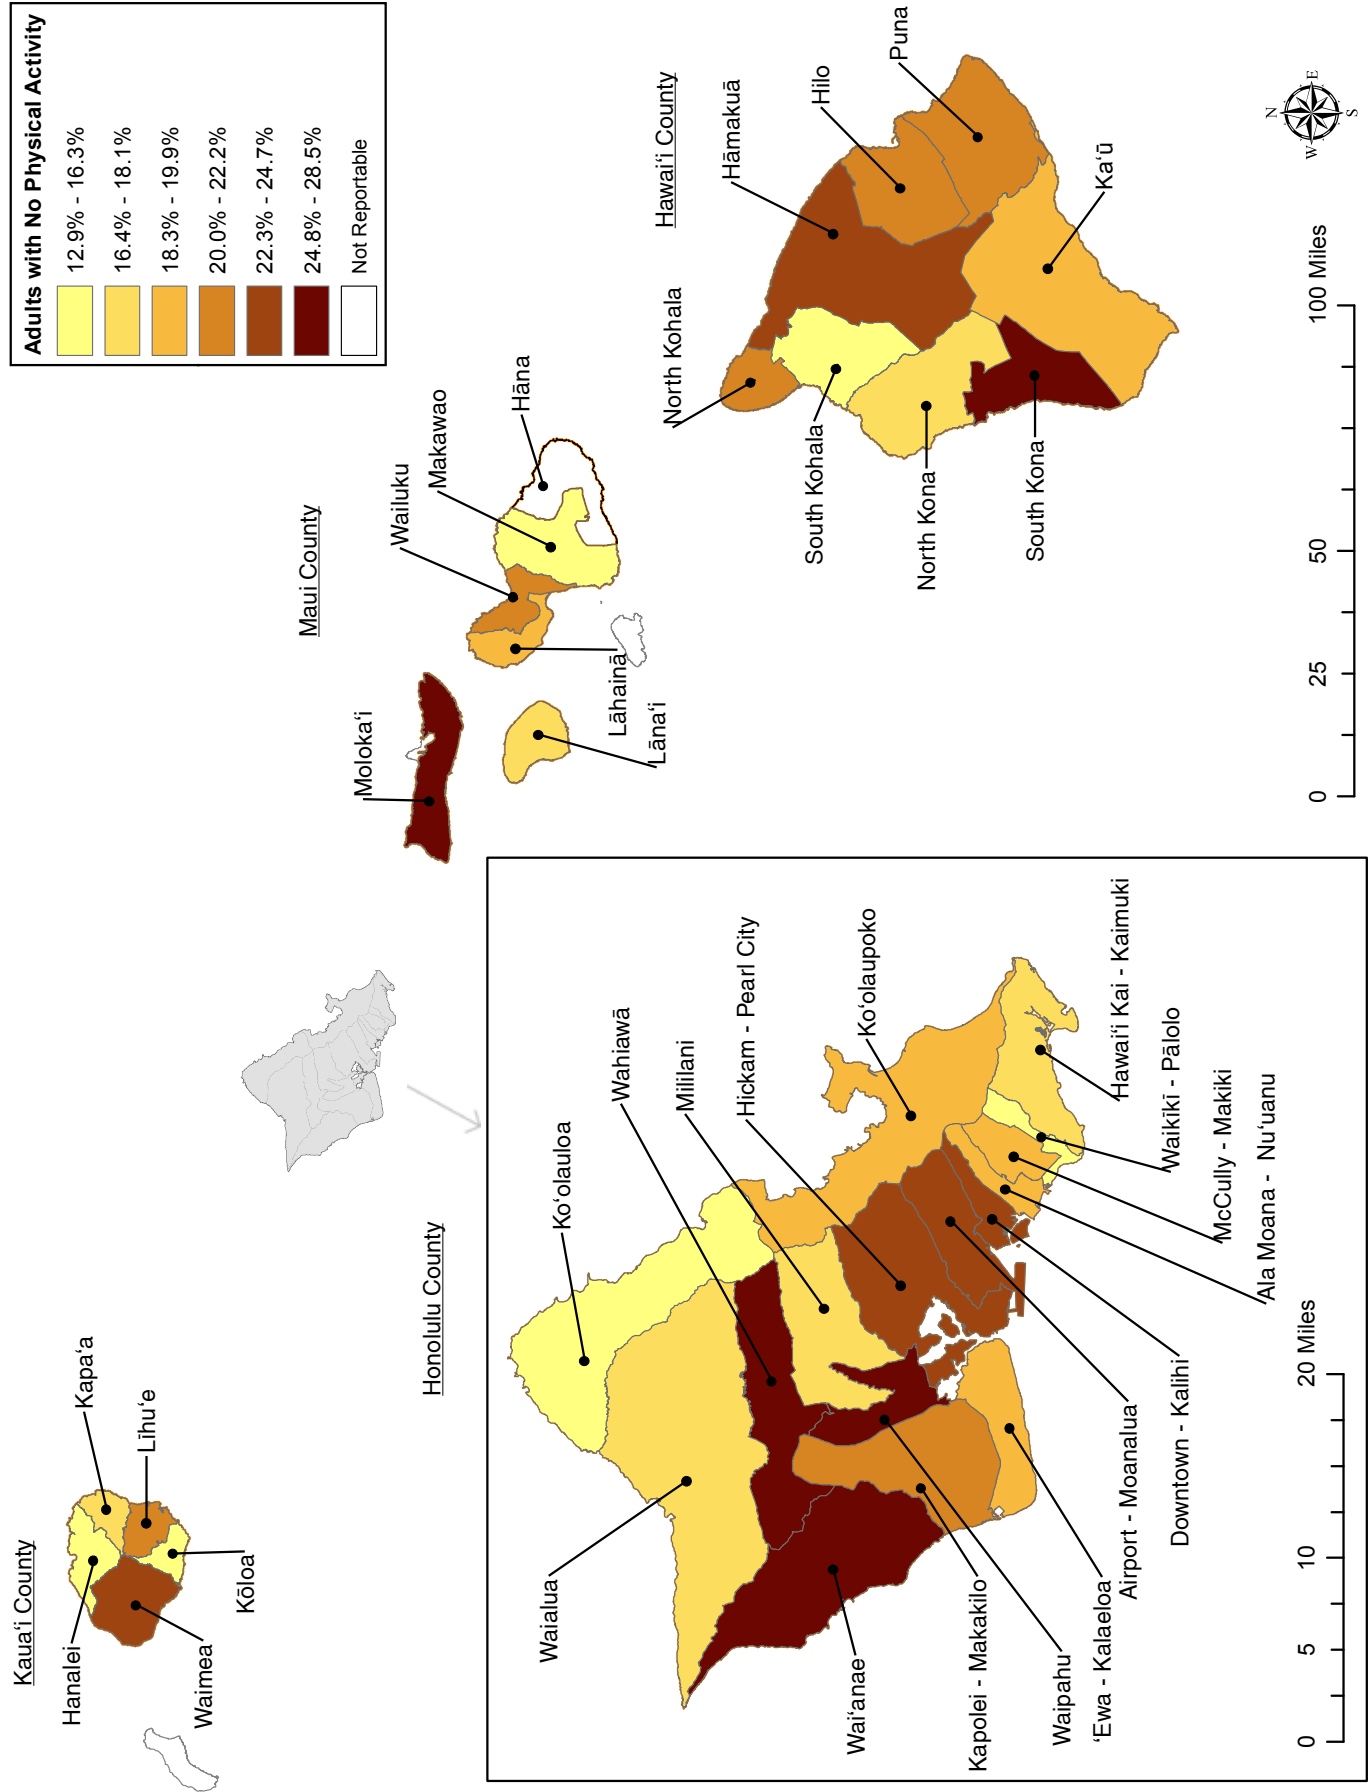 Adults with No Physical Activity
12.9% - 16.3%
16.4% - 18.1%
18.3% - 19.9%
20.0% - 22.2%
22.3% - 24.7%
24.8% - 28.5%
Not Reportable
Kauaʻi County
Hanalei
Kapaʻa
Līhuʻe
Waimea
Kōloa
Honolulu County
Koʻolauloa
Wahiawā
Mililani
Hickam - Pearl City
Koʻolaupoko
Waialua
Waiʻanae
Kapolei - Makakilo
Waipahu
ʻEwa - Kalaeloa
Airport - Moanalua
Downtown - Kalihi
Ala Moana - Nuʻuanu
McCully - Makiki
Waikiki - Pālolo
Hawaiʻi Kai - Kaimuki
0 5 10 20 Miles
Maui County
Molokaʻi
Wailuku
Makawao
Hāna
Lāhainā
Lānaʻi
Hawaiʻi County
North Kohala
Hāmakuā
Hilo
Puna
South Kohala
North Kona
South Kona
Kaʻū
0 25 50 100 Miles
N
W E
S